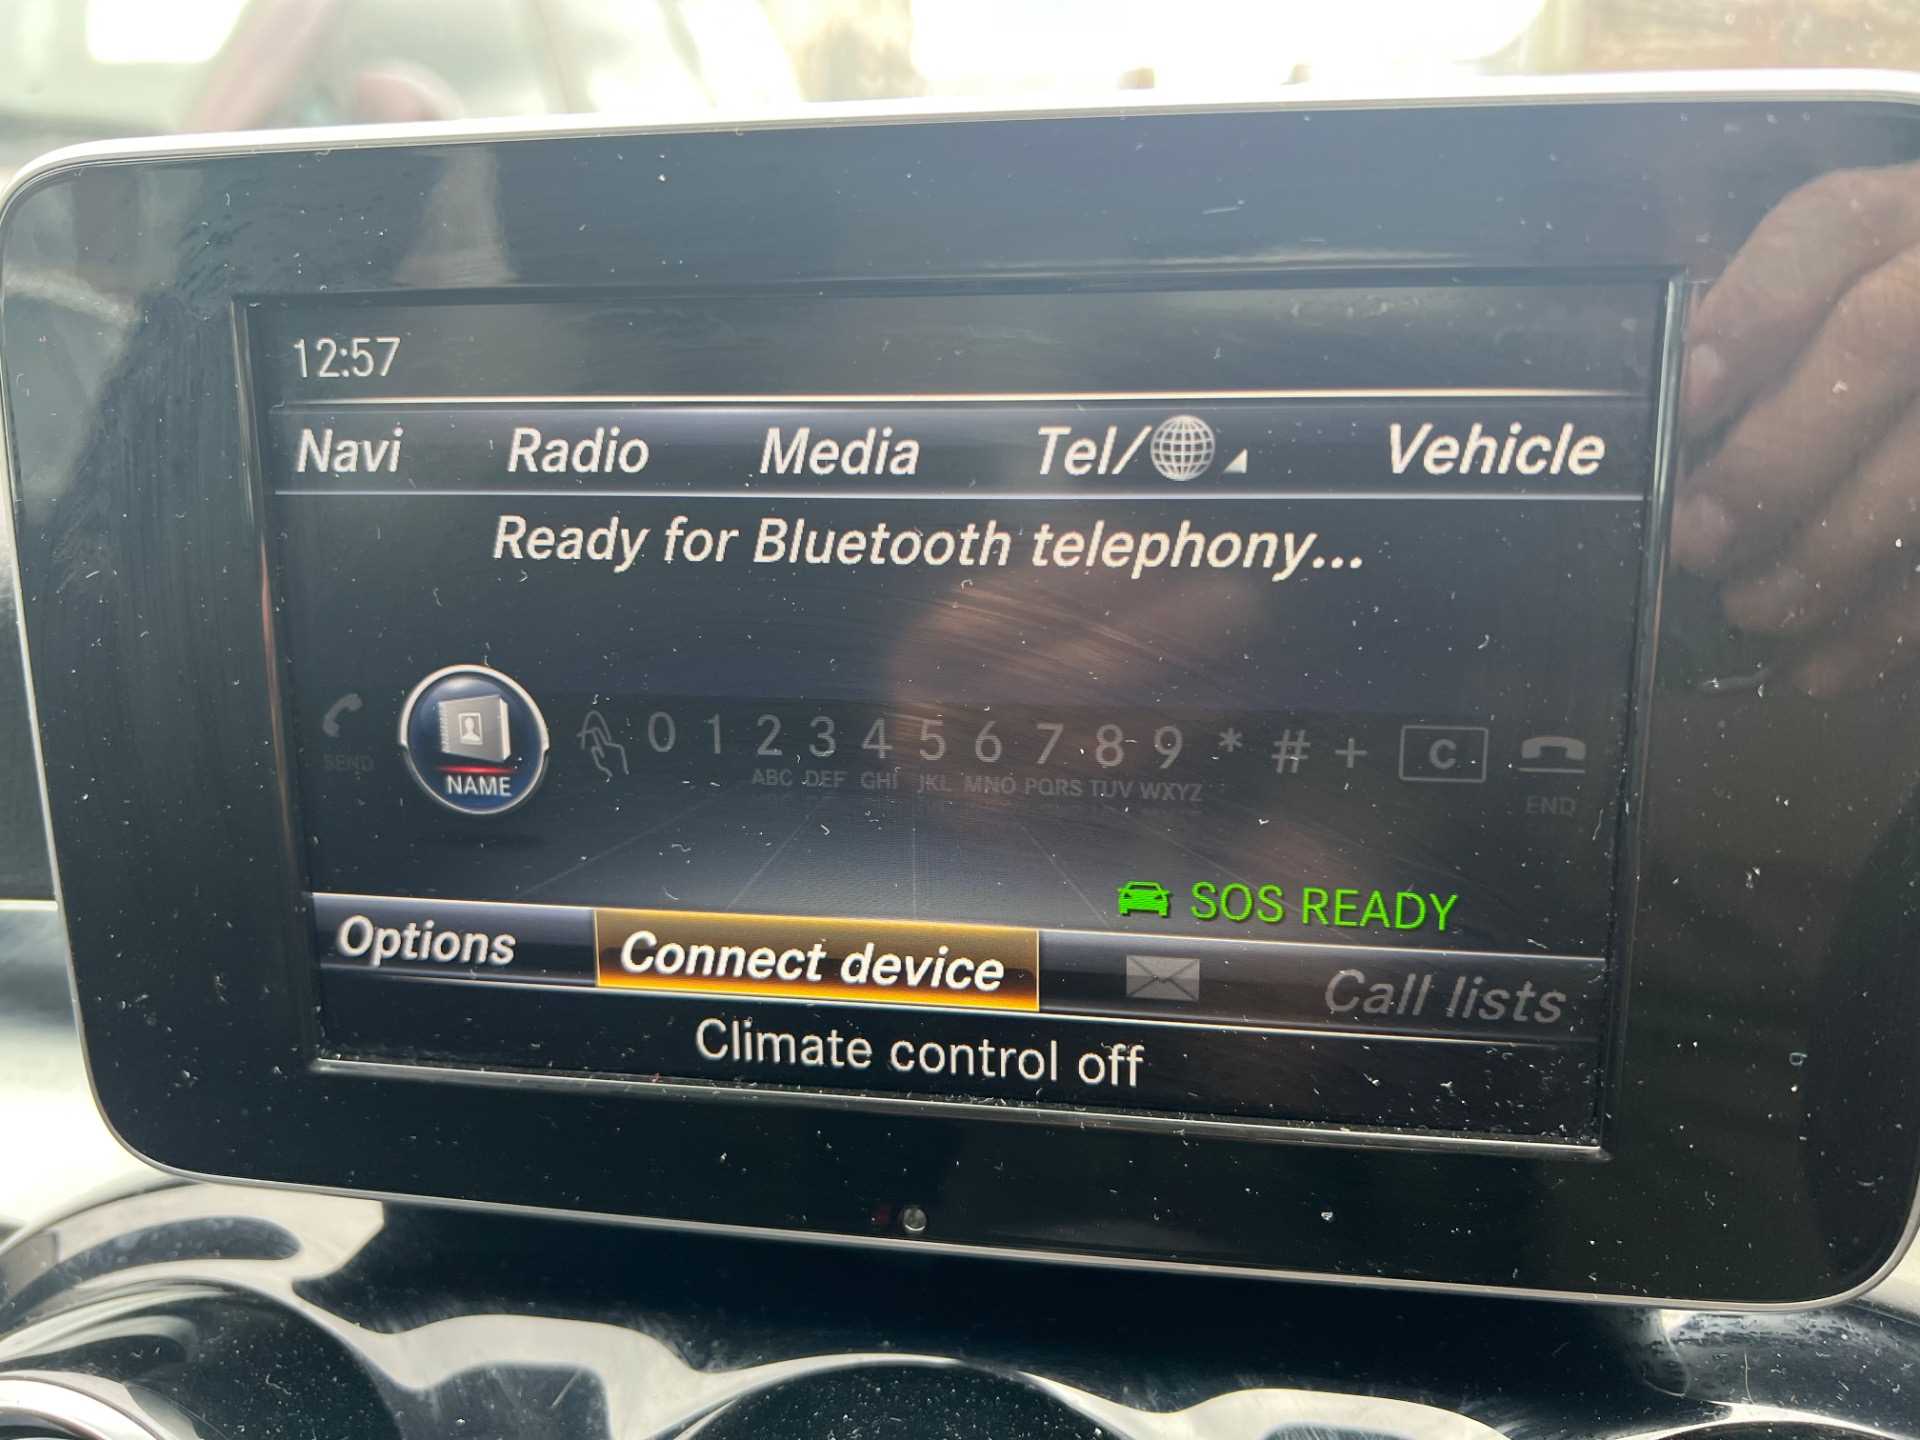 12:57
Navi Radio Media Tel/ Vehicle
Ready for Bluetooth telephony...
0 1 2 3 4 5 6 7 8 9 * # + C
SEND NAME ABC DEF GHI JKL MNO PQRS TUV WXYZ END
SOS READY
Options Connect device Call lists
Climate control off